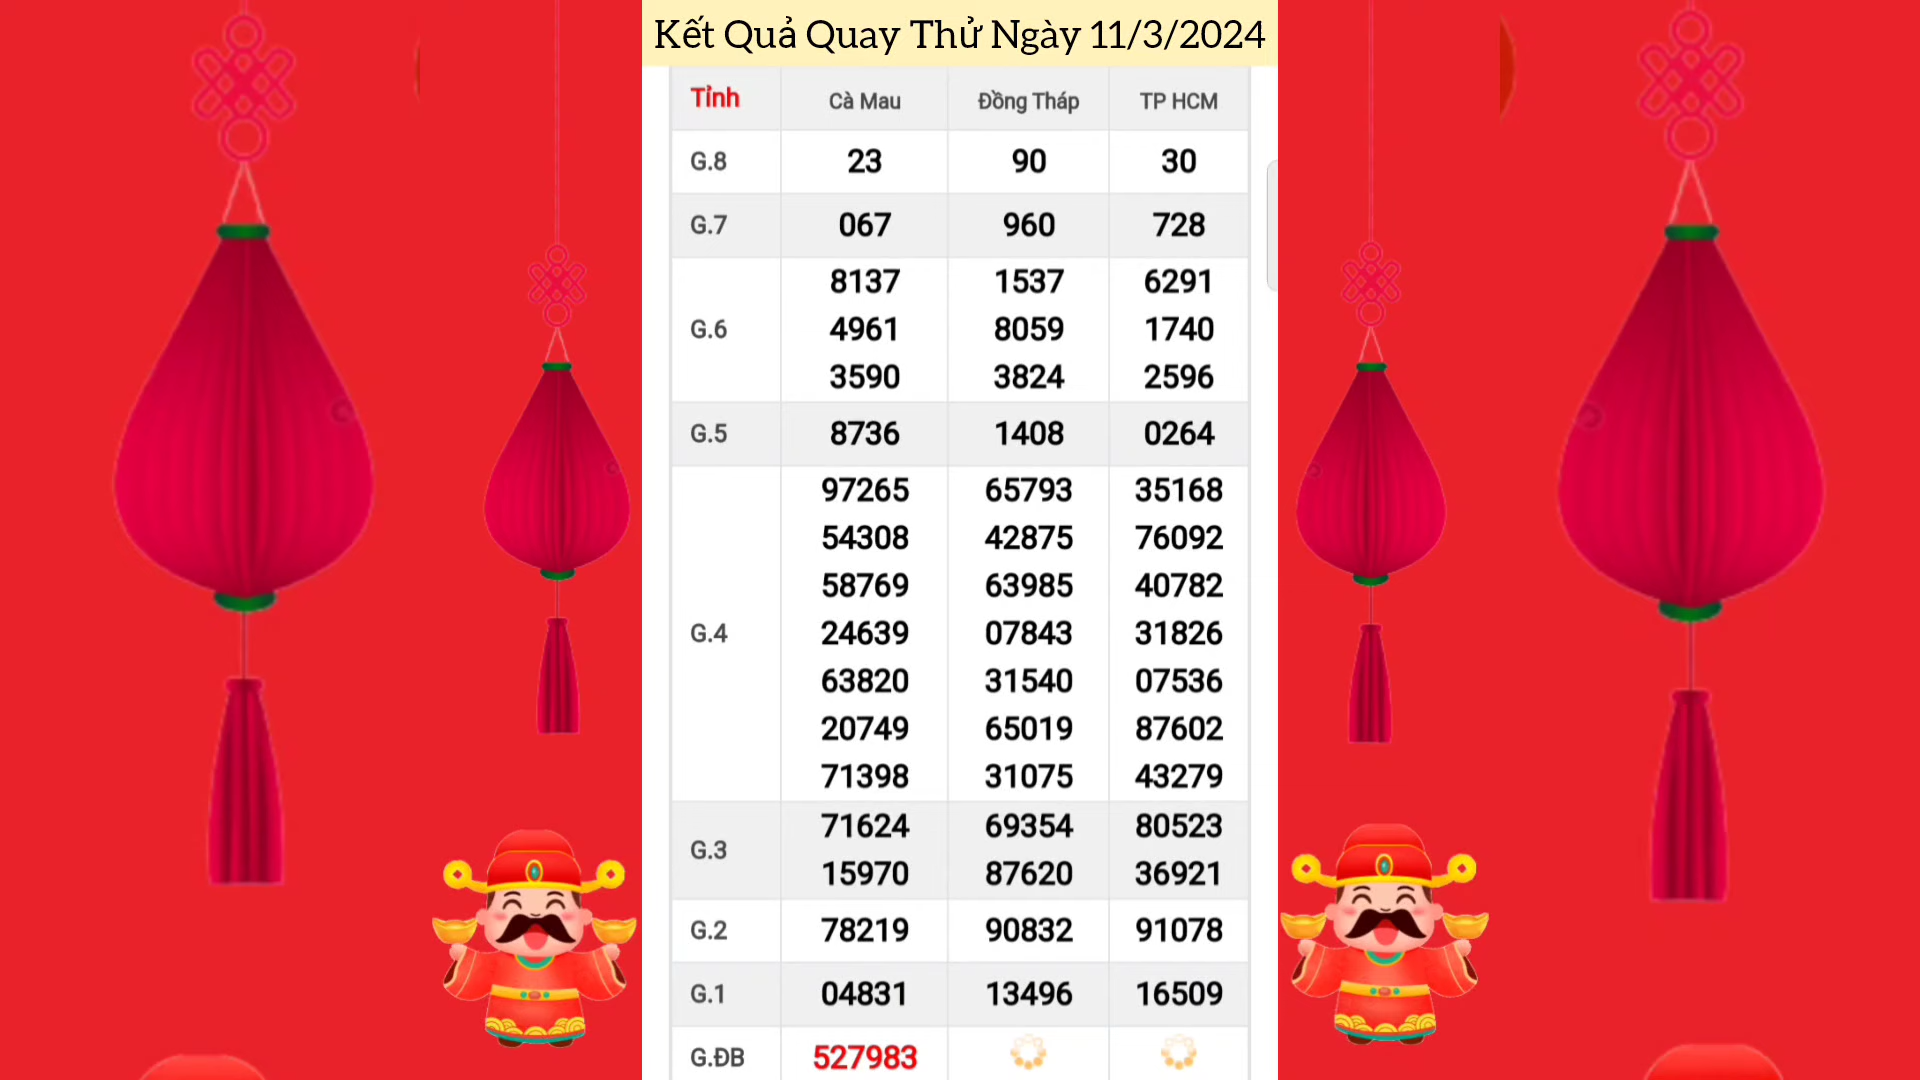 Kết Quả Quay Thử Ngày 11/3/2024
Tỉnh Cà Mau Đồng Tháp TP HCM
G.8 23 90 30
G.7 067 960 728
8137 1537 6291
G.6 4961 8059 1740
3590 3824 2596
G.5 8736 1408 0264
97265 65793 35168
54308 42875 76092
58769 63985 40782
G.4 24639 07843 31826
63820 31540 07536
20749 65019 87602
71398 31075 43279
G.3 71624 69354 80523
15970 87620 36921
G.2 78219 90832 91078
G.1 04831 13496 16509
G.ĐB 527983